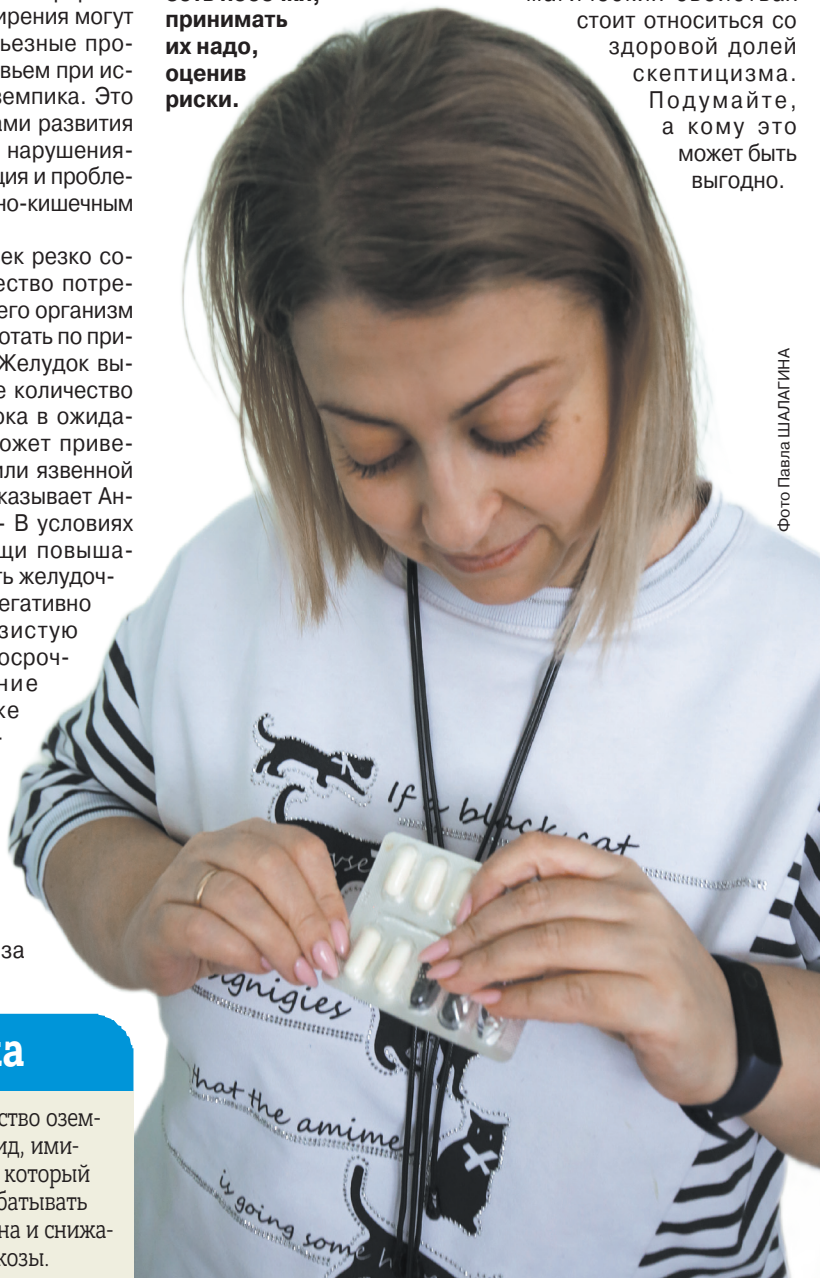 ирения могут
ьезные про-
вьем при ис-
земпика. Это
ами развития
нарушения-
ция и пробле-
но-кишечным
ек резко со-
ество потре-
его организм
отать по при-
Желудок вы-
е количество
ока в ожида-
ожет приве-
или язвенной
казывает Ан-
- В условиях
щи повыша-
ть желудоч-
егативно
зистую
осроч-
ние
за
ство озем-
ид, ими-
который
батывать
на и снижа-
козы.
принимать
их надо,
оценив
риски.
стоит относиться со
здоровой долей
скептицизма.
Подумайте,
а кому это
может быть
выгодно.
Фото Павла ШАЛАГИНА
If a black cat
ignigies
that the amime
is going some